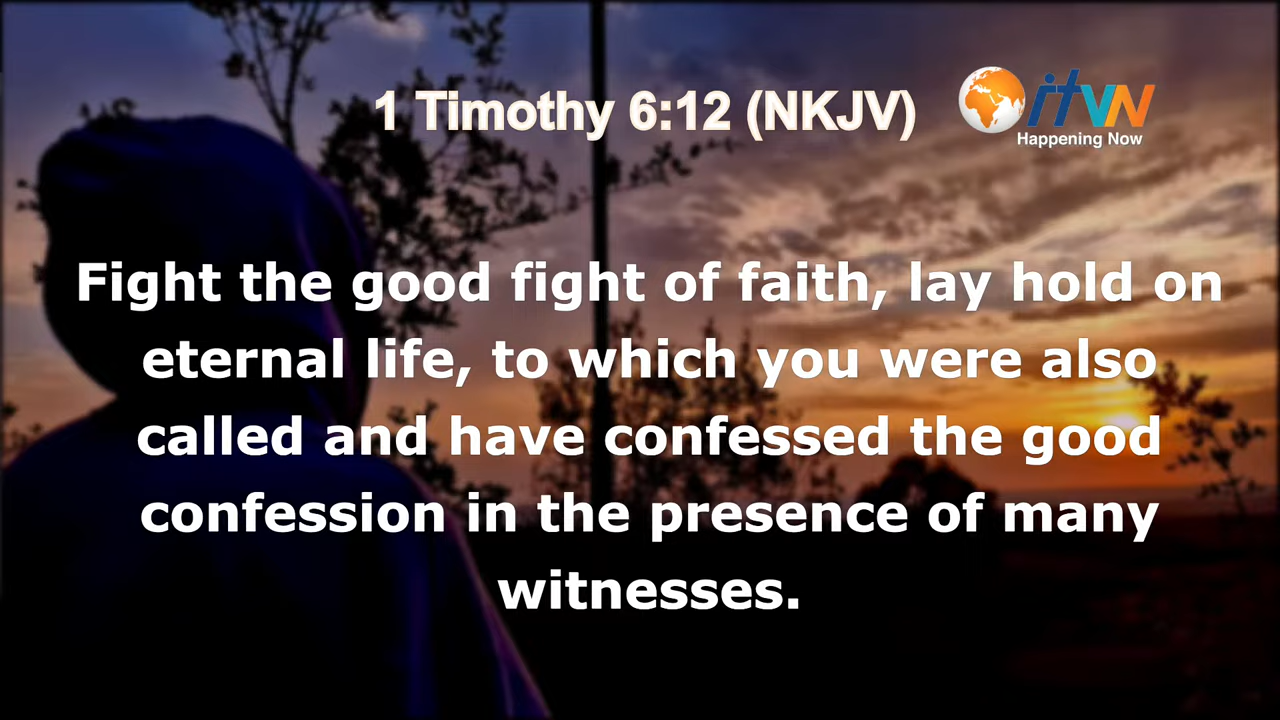 1 Timothy 6:12 (NKJV)
itvn
Happening Now
Fight the good fight of faith, lay hold on
eternal life, to which you were also
called and have confessed the good
confession in the presence of many
witnesses.